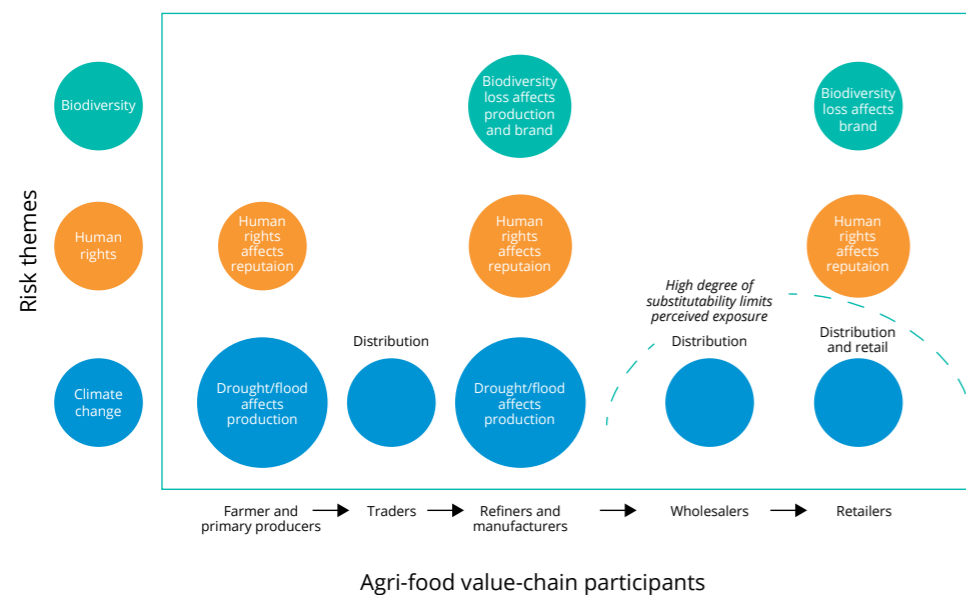 Risk themes
Biodiversity
Biodiversity
loss affects
production
and brand
Biodiversity
loss affects
brand
Human
rights
Human
rights
affects
reputaion
Human
rights affects
reputaion
Human
rights affects
reputaion
High degree of
substitutability limits
perceived exposure
Climate
change
Drought/flood
affects
production
Distribution
Drought/flood
affects
production
Distribution
Distribution
and retail
Farmer and
primary producers
Traders
Refiners and
manufacturers
Wholesalers
Retailers
Agri-food value-chain participants